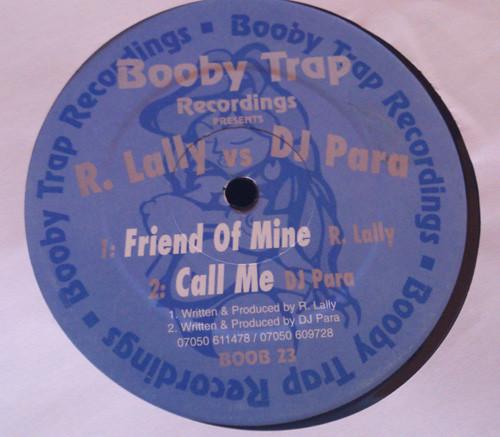 Booby Trap Recordings ■ Booby Trap Recordings ■ Booby Trap Recordings ■
Booby Trap
Recordings
PRESENTS
R. Lally vs DJ Para
1: Friend Of Mine R. Lally
2: Call Me DJ Para
1. Written & Produced by R. Lally
2. Written & Produced by DJ Para
07050 611478 / 07050 609728
BOOB 23